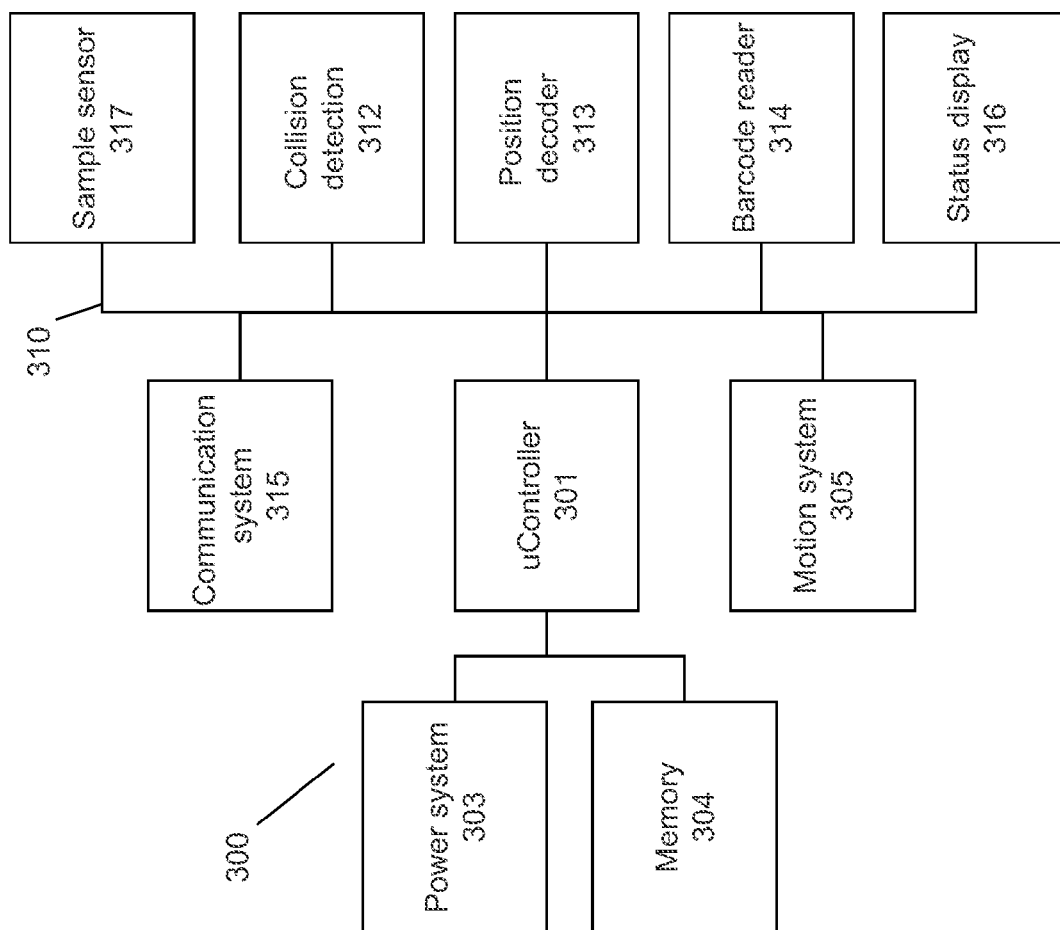 300
310
Power system
303
Memory
304
Communication
system
315
uController
301
Motion system
305
Sample sensor
317
Collision
detection
312
Position
decoder
313
Barcode reader
314
Status display
316